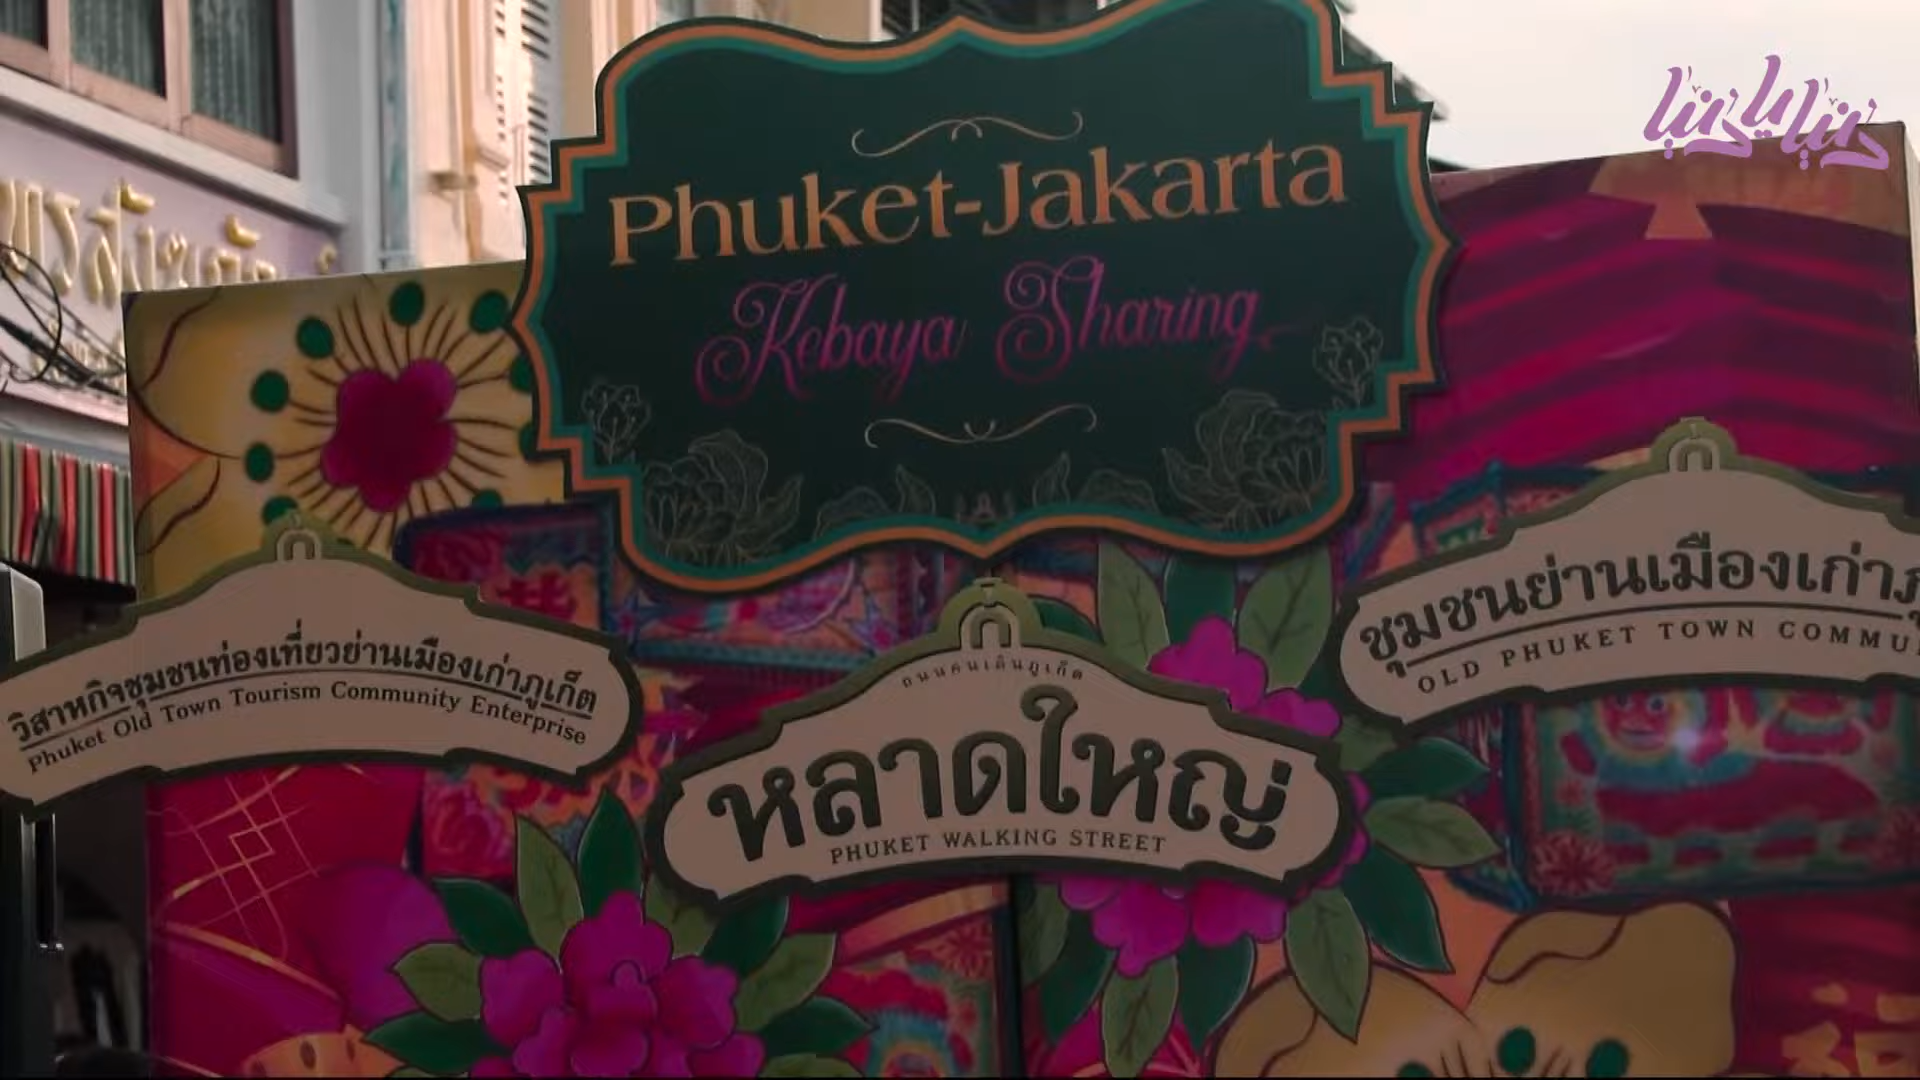 Phuket-Jakarta
Kebaya Sharing
วิสาหกิจชุมชนท่องเที่ยวย่านเมืองเก่าภูเก็ต
Phuket Old Town Tourism Community Enterprise
ถนนคนเดินภูเก็ต
หลาดใหญ่
PHUKET WALKING STREET
ชุมชนย่านเมืองเก่าภู
OLD PHUKET TOWN COMMU